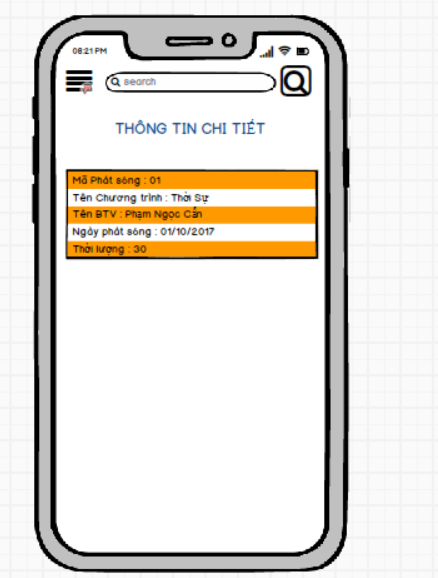 08:21 PM
search
THÔNG TIN CHI TIẾT
Mã Phát sóng : 01
Tên Chương trình : Thời Sự
Tên BTV : Phạm Ngọc Cẩn
Ngày phát sóng : 01/10/2017
Thời lượng : 30